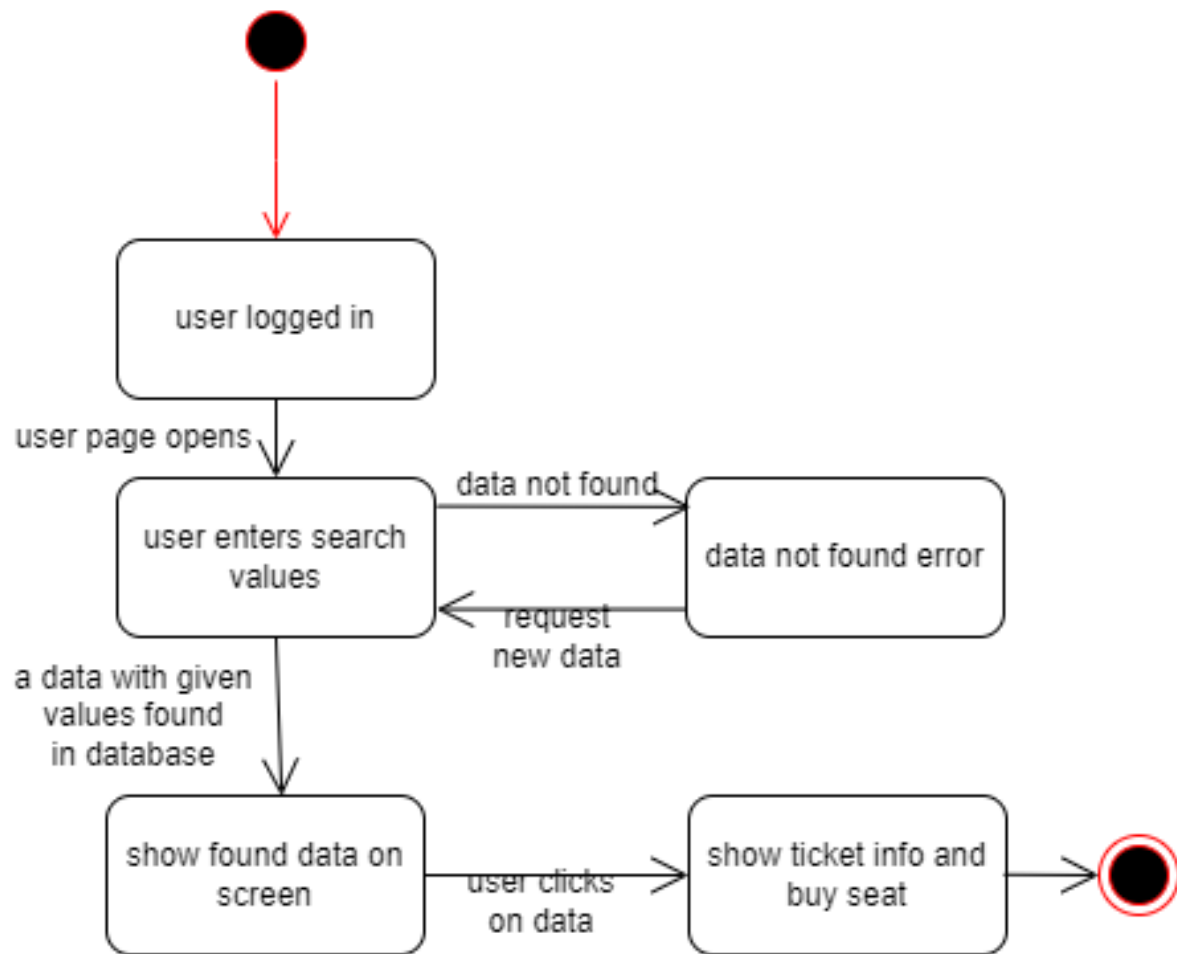 user logged in
user page opens
data not found
user enters search
values
data not found error
request
new data
a data with given
values found
in database
show found data on
screen
user clicks
on data
show ticket info and
buy seat